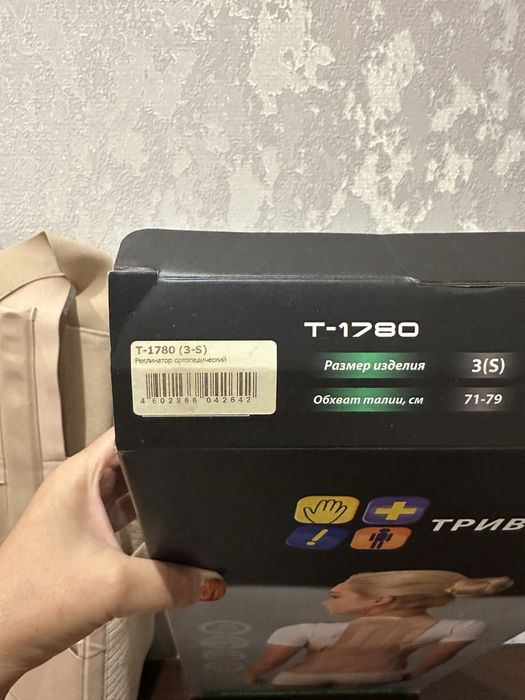 T-1780
T-1780 (3-S)
Реклинатор ортопедический
4 602866 042642
Размер изделия 3(S)
Обхват талии, см 71-79
ТРИВ